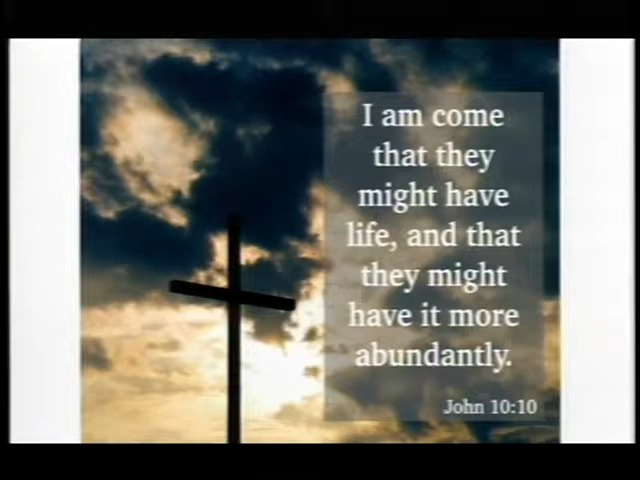 I am come
that they
might have
life, and that
they might
have it more
abundantly.
John 10:10